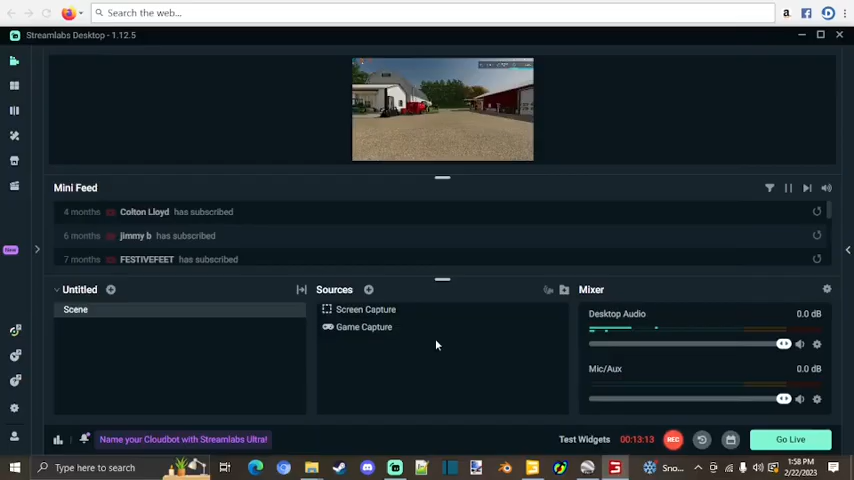 Search the web...
Streamlabs Desktop - 1.12.5
Mini Feed
4 months Colton Lloyd has subscribed
6 months jimmy b has subscribed
7 months FESTIVEFEET has subscribed
New
Untitled
Sources
Mixer
Scene
Screen Capture
Game Capture
Desktop Audio 0.0 dB
Mic/Aux 0.0 dB
Name your Cloudbot with Streamlabs Ultra!
Test Widgets 00:13:13 REC Go Live
Type here to search
Sno...
1:58 PM
2/22/2023